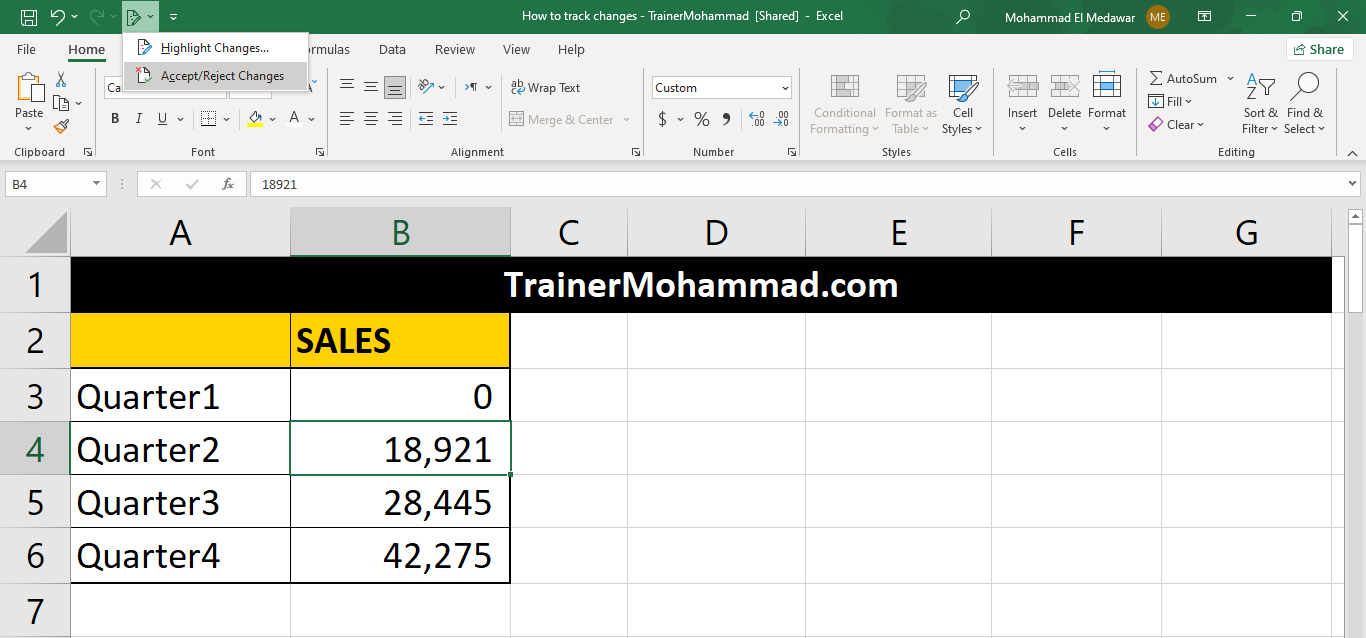 How to track changes - TrainerMohammad [Shared] - Excel
Mohammad El Medawar ME
Highlight Changes...
Accept/Reject Changes
File Home ormulas Data Review View Help Share
Paste
Ca
B I U A
ab Wrap Text
Merge & Center
Custom
$ % 9
Conditional Formatting
Format as Table
Cell Styles
Insert Delete Format
AutoSum
Fill
Clear
Sort & Filter
Find & Select
Clipboard Font Alignment Number Styles Cells Editing
B4 fx 18921
A B C D E F G
1 TrainerMohammad.com
2 SALES
3 Quarter1 0
4 Quarter2 18,921
5 Quarter3 28,445
6 Quarter4 42,275
7